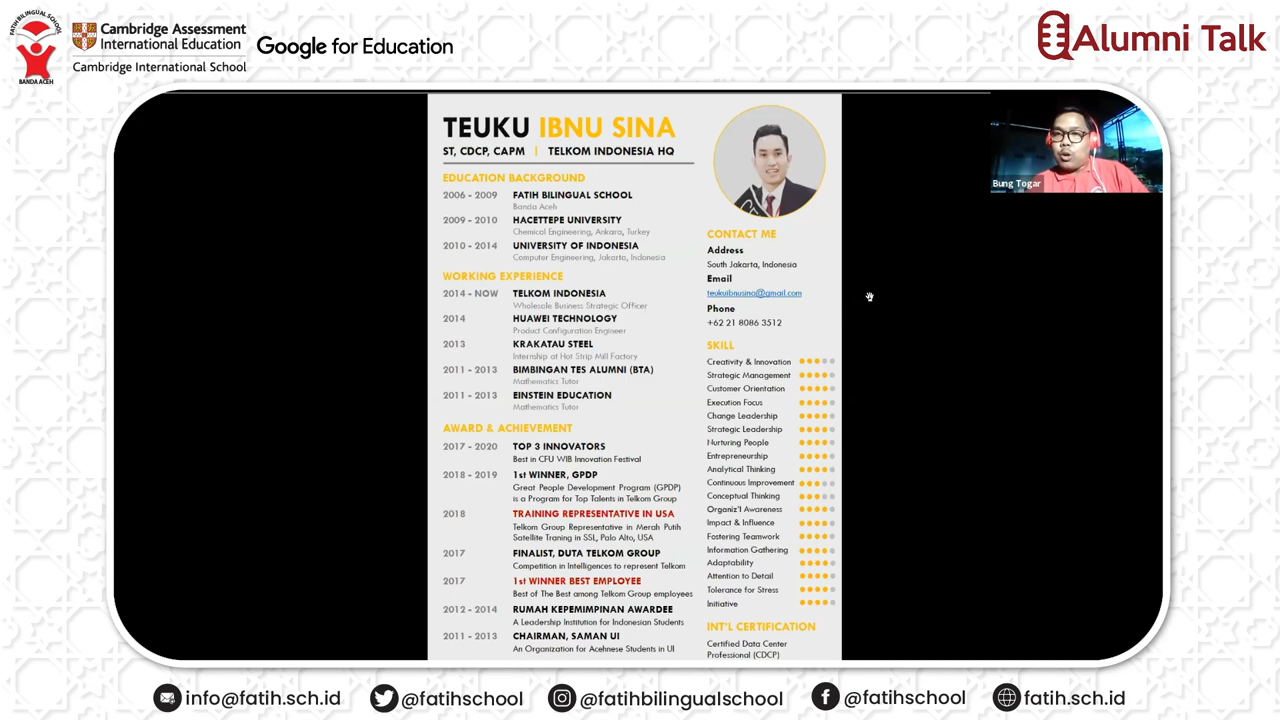 FATIH BILINGUAL SCHOOL
BANDA ACEH
Cambridge Assessment
International Education
Cambridge International School
Google for Education
Alumni Talk
Bung Togar
TEUKU IBNU SINA
ST, CDCP, CAPM | TELKOM INDONESIA HQ
EDUCATION BACKGROUND
2006 - 2009 FATIH BILINGUAL SCHOOL
Banda Aceh
2009 - 2010 HACETTEPE UNIVERSITY
Chemical Engineering, Ankara, Turkey
2010 - 2014 UNIVERSITY OF INDONESIA
Computer Engineering, Jakarta, Indonesia
WORKING EXPERIENCE
2014 - NOW TELKOM INDONESIA
Wholesale Business Strategic Officer
2014 HUAWEI TECHNOLOGY
Product Configuration Engineer
2013 KRAKATAU STEEL
Internship at Hot Strip Mill Factory
2011 - 2013 BIMBINGAN TES ALUMNI (BTA)
Mathematics Tutor
2011 - 2013 EINSTEIN EDUCATION
Mathematics Tutor
AWARD & ACHIEVEMENT
2017 - 2020 TOP 3 INNOVATORS
Best in CFU WIB Innovation Festival
2018 - 2019 1st WINNER, GPDP
Great People Development Program (GPDP)
is a Program for Top Talents in Telkom Group
2018 TRAINING REPRESENTATIVE IN USA
Telkom Group Representative in Merah Putih
Satellite Traning in SSL, Palo Alto, USA
2017 FINALIST, DUTA TELKOM GROUP
Competition in Intelligences to represent Telkom
2017 1st WINNER BEST EMPLOYEE
Best of The Best among Telkom Group employees
2012 - 2014 RUMAH KEPEMIMPINAN AWARDEE
A Leadership Institution for Indonesian Students
2011 - 2013 CHAIRMAN, SAMAN UI
An Organization for Acehnese Students in UI
CONTACT ME
Address
South Jakarta, Indonesia
Email
teukuibnusina@gmail.com
Phone
+62 21 8086 3512
SKILL
Creativity & Innovation
Strategic Management
Customer Orientation
Execution Focus
Change Leadership
Strategic Leadership
Nurturing People
Entrepreneurship
Analytical Thinking
Continuous Improvement
Conceptual Thinking
Organiz'l Awareness
Impact & Influence
Fostering Teamwork
Information Gathering
Adaptability
Attention to Detail
Tolerance for Stress
Initiative
INT'L CERTIFICATION
Certified Data Center
Professional (CDCP)
info@fatih.sch.id @fatihschool @fatihbilingualschool @fatihschool fatih.sch.id